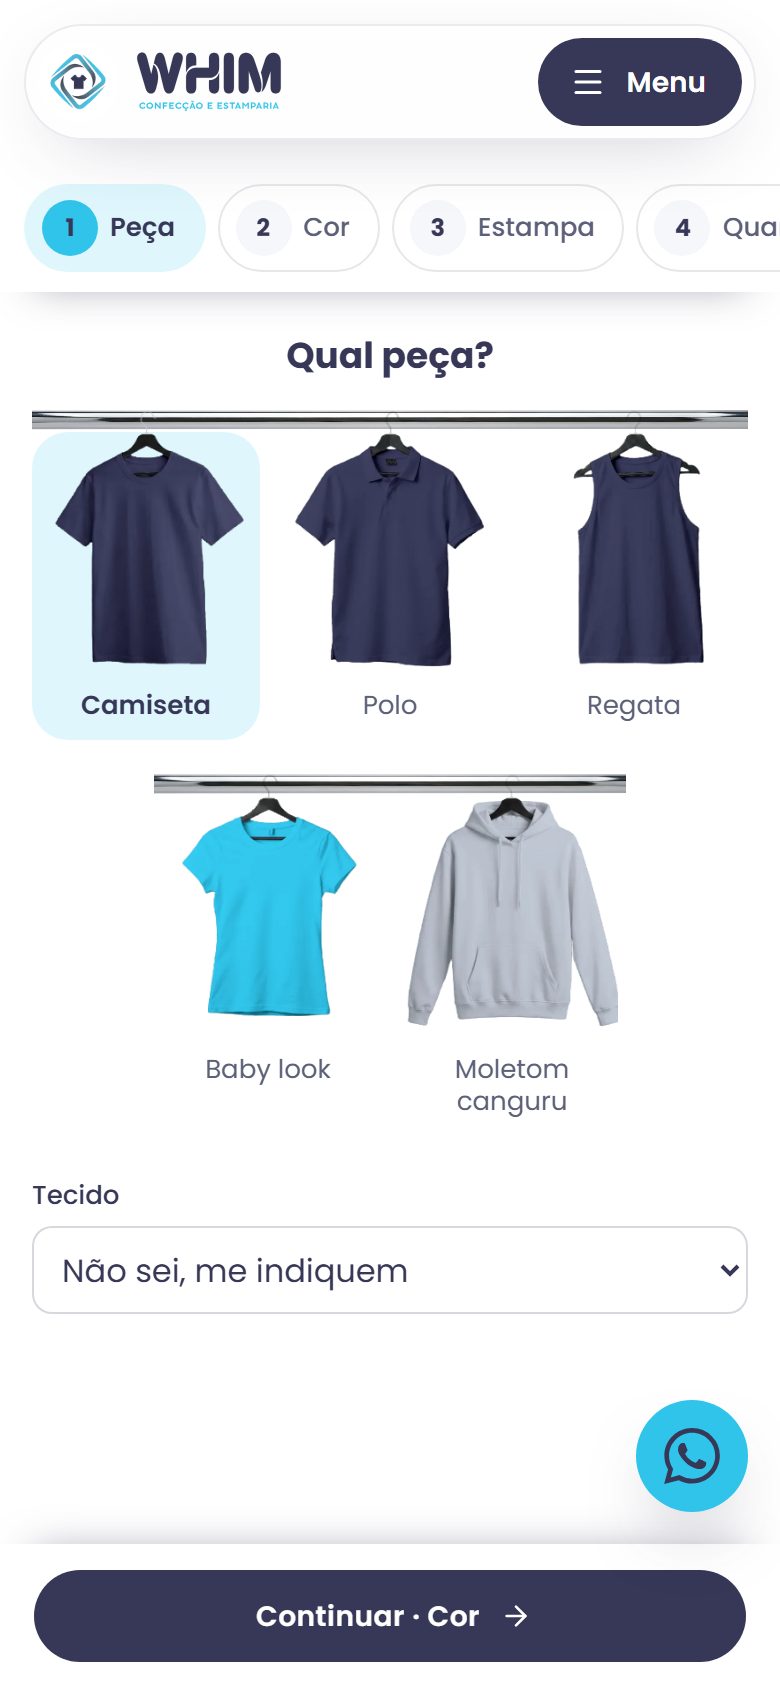 WHIM
CONFECÇÃO E ESTAMPARIA
Menu
1 Peça
2 Cor
3 Estampa
4
Qual peça?
Camiseta
Polo
Regata
Baby look
Moletom
canguru
Tecido
Não sei, me indiquem
Continuar · Cor